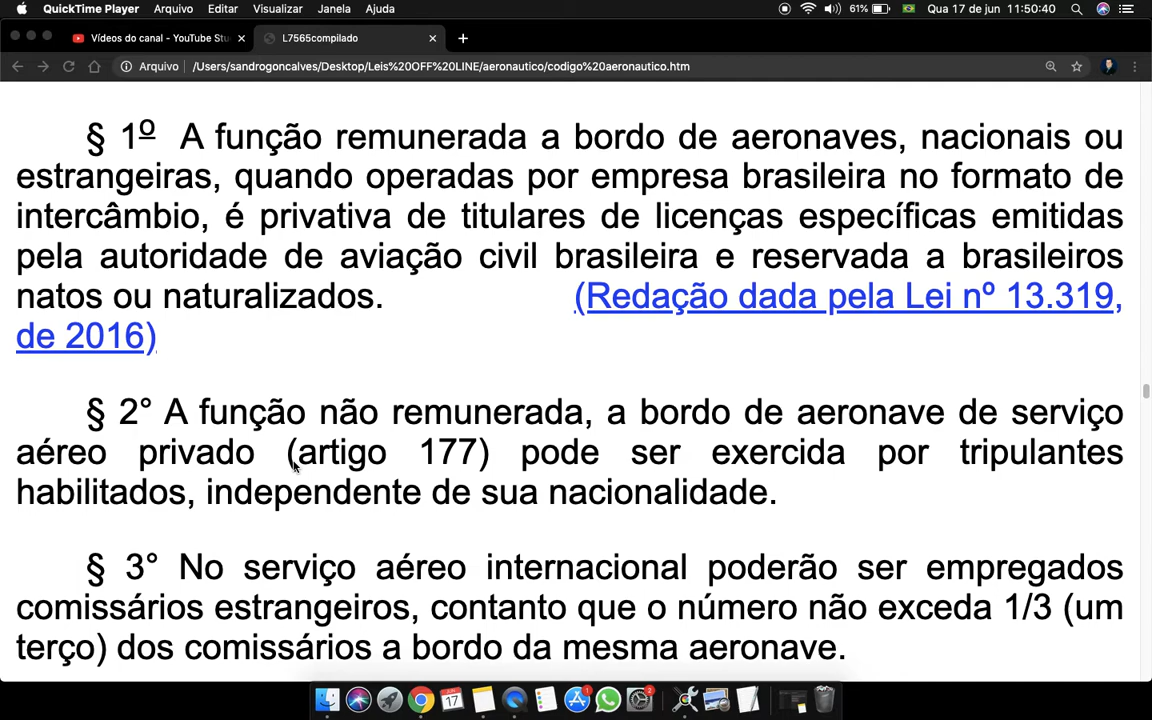 QuickTime Player Arquivo Editar Visualizar Janela Ajuda 61% Qua 17 de jun 11:50:40
Vídeos do canal - YouTube Stu × L7565compilado × +
Arquivo | /Users/sandrogoncalves/Desktop/Leis%20OFF%20LINE/aeronautico/codigo%20aeronautico.htm
§ 1º A função remunerada a bordo de aeronaves, nacionais ou
estrangeiras, quando operadas por empresa brasileira no formato de
intercâmbio, é privativa de titulares de licenças específicas emitidas
pela autoridade de aviação civil brasileira e reservada a brasileiros
natos ou naturalizados. (Redação dada pela Lei nº 13.319,
de 2016)
§ 2° A função não remunerada, a bordo de aeronave de serviço
aéreo privado (artigo 177) pode ser exercida por tripulantes
habilitados, independente de sua nacionalidade.
§ 3° No serviço aéreo internacional poderão ser empregados
comissários estrangeiros, contanto que o número não exceda 1/3 (um
terço) dos comissários a bordo da mesma aeronave.